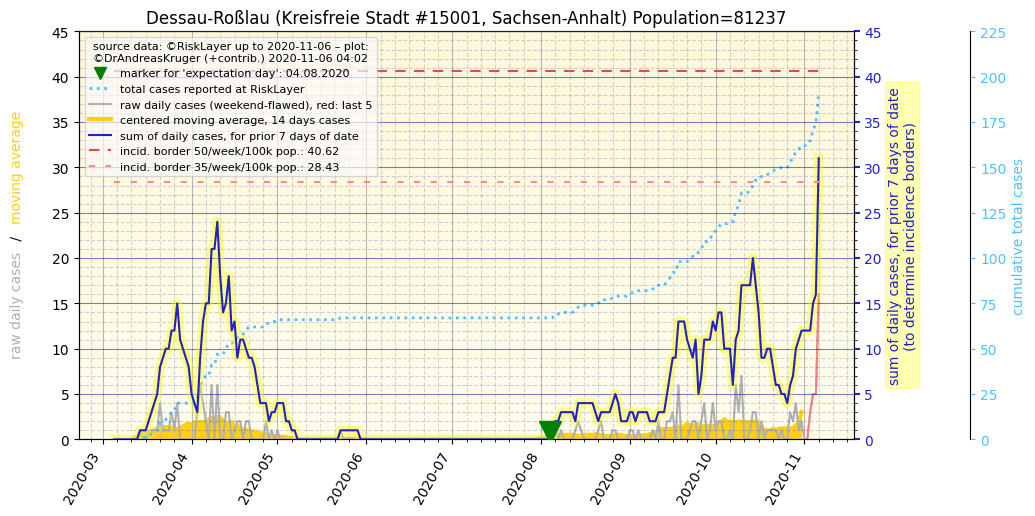 Dessau-Roßlau (Kreisfreie Stadt #15001, Sachsen-Anhalt) Population=81237
source data: ©RiskLayer up to 2020-11-06 – plot:
©DrAndreasKruger (+contrib.) 2020-11-06 04:02
marker for 'expectation day': 04.08.2020
total cases reported at RiskLayer
raw daily cases (weekend-flawed), red: last 5
centered moving average, 14 days cases
sum of daily cases, for prior 7 days of date
incid. border 50/week/100k pop.: 40.62
incid. border 35/week/100k pop.: 28.43
raw daily cases / moving average
45
40
35
30
25
20
15
10
5
0
2020-03
2020-04
2020-05
2020-06
2020-07
2020-08
2020-09
2020-10
2020-11
45
40
35
30
25
20
15
10
5
0
sum of daily cases, for prior 7 days of date
(to determine incidence borders)
225
200
175
150
125
100
75
50
25
0
cumulative total cases